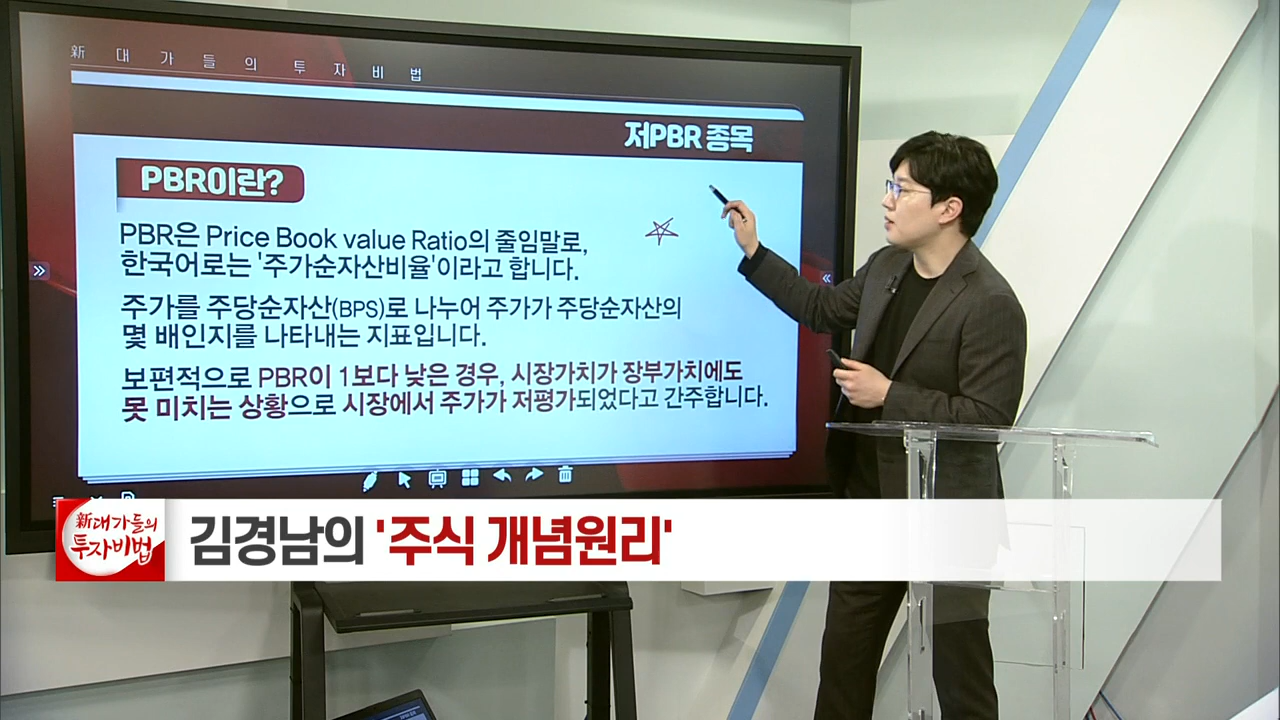 新대가들의투자비법
저PBR 종목
PBR이란?
PBR은 Price Book value Ratio의 줄임말로,
한국어로는 '주가순자산비율'이라고 합니다.
주가를 주당순자산(BPS)로 나누어 주가가 주당순자산의
몇 배인지를 나타내는 지표입니다.
보편적으로 PBR이 1보다 낮은 경우, 시장가치가 장부가치에도
못 미치는 상황으로 시장에서 주가가 저평가되었다고 간주합니다.
新대가들의
투자비법
김경남의 '주식 개념원리'